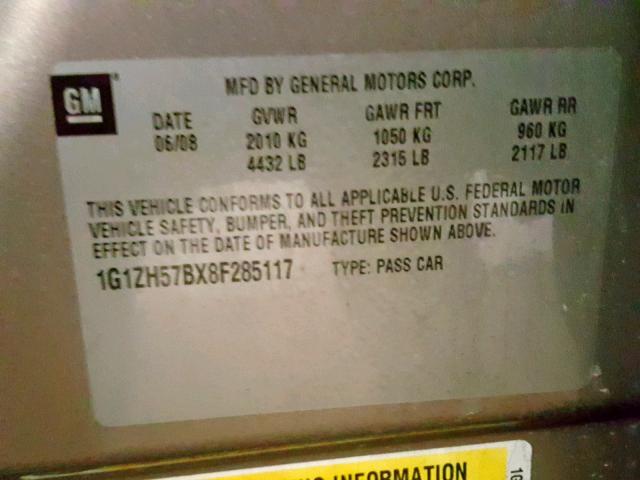 GM
MFD BY GENERAL MOTORS CORP.
DATE GVWR GAWR FRT GAWR RR
06/08 2010 KG 1050 KG 960 KG
4432 LB 2315 LB 2117 LB
THIS VEHICLE CONFORMS TO ALL APPLICABLE U.S. FEDERAL MOTOR
VEHICLE SAFETY, BUMPER, AND THEFT PREVENTION STANDARDS IN
EFFECT ON THE DATE OF MANUFACTURE SHOWN ABOVE.
1G1ZH57BX8F285117 TYPE: PASS CAR
INFORMATION